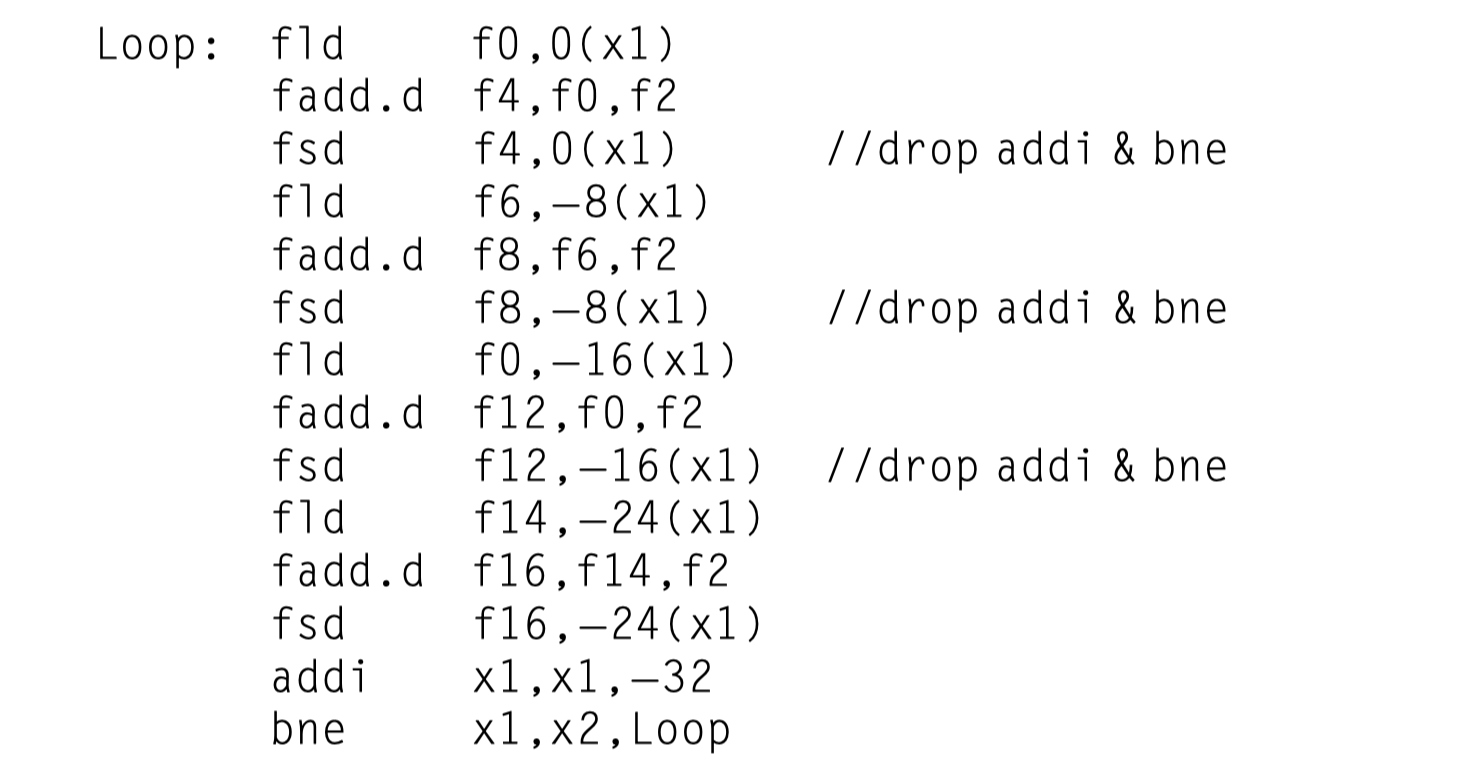 Loop: fld f0,0(x1)
fadd.d f4,f0,f2
fsd f4,0(x1) //drop addi & bne
fld f6,−8(x1)
fadd.d f8,f6,f2
fsd f8,−8(x1) //drop addi & bne
fld f0,−16(x1)
fadd.d f12,f0,f2
fsd f12,−16(x1) //drop addi & bne
fld f14,−24(x1)
fadd.d f16,f14,f2
fsd f16,−24(x1)
addi x1,x1,−32
bne x1,x2,Loop